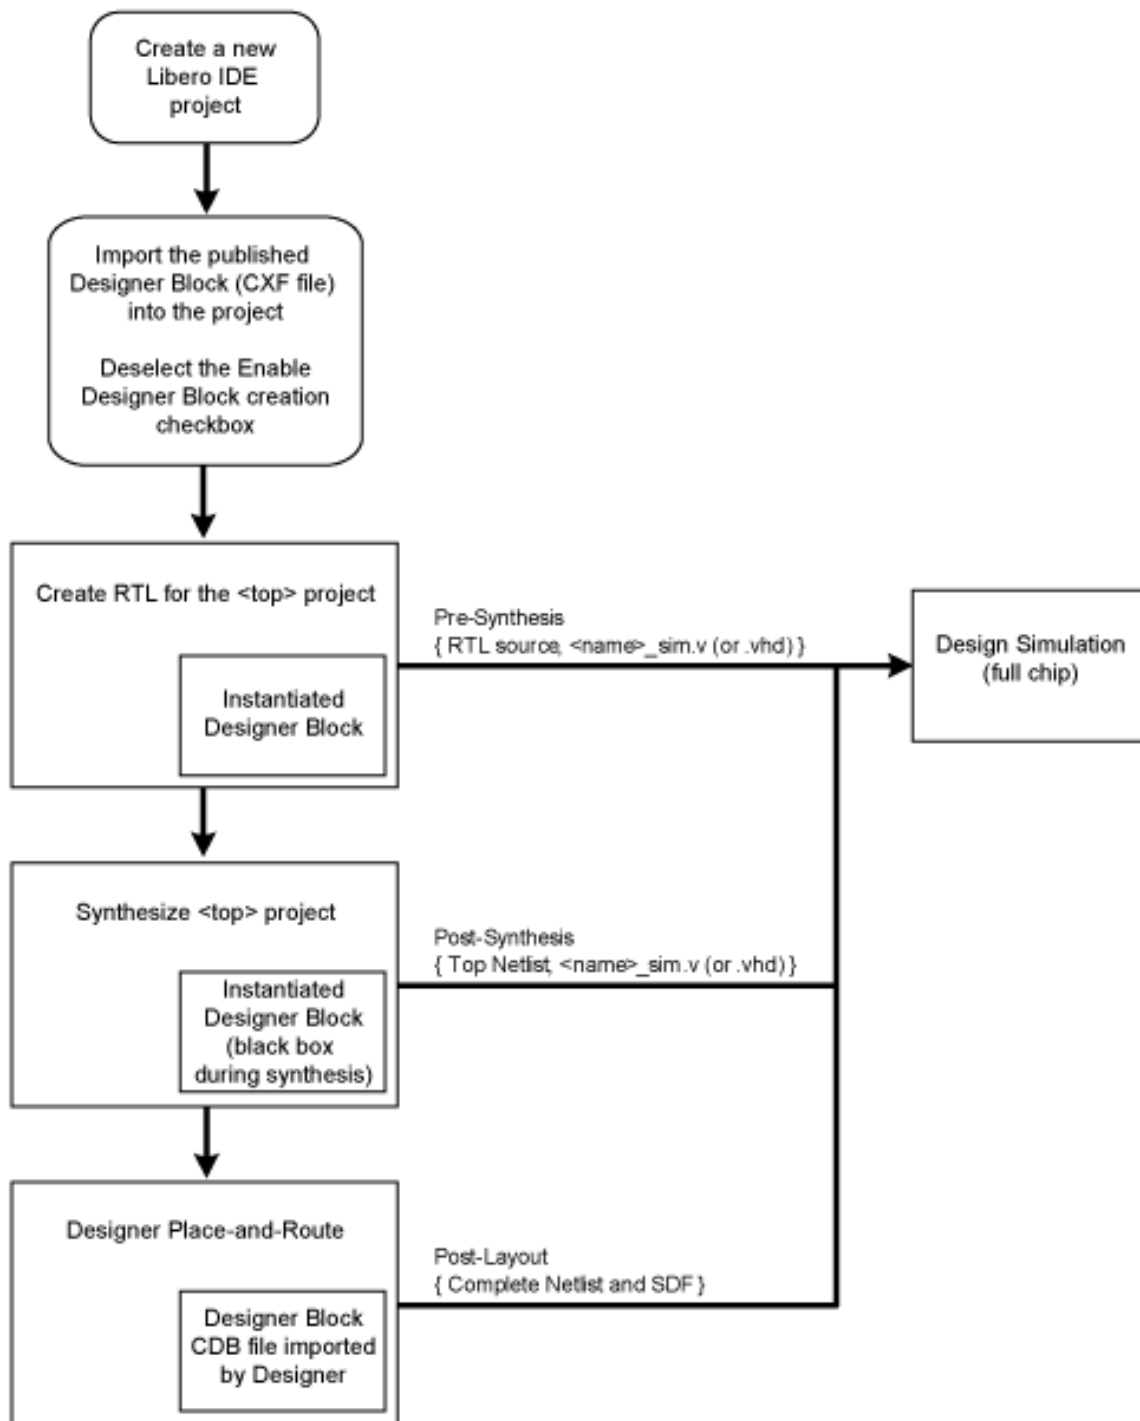 Create a new
Libero IDE
project
Import the published
Designer Block (CXF file)
into the project
Deselect the Enable
Designer Block creation
checkbox
Create RTL for the <top> project
Instantiated
Designer Block
Pre-Synthesis
{ RTL source, <name>_sim.v (or .vhd) }
Design Simulation
(full chip)
Synthesize <top> project
Instantiated
Designer Block
(black box
during synthesis)
Post-Synthesis
{ Top Netlist, <name>_sim.v (or .vhd) }
Designer Place-and-Route
Designer Block
CDB file imported
by Designer
Post-Layout
{ Complete Netlist and SDF }